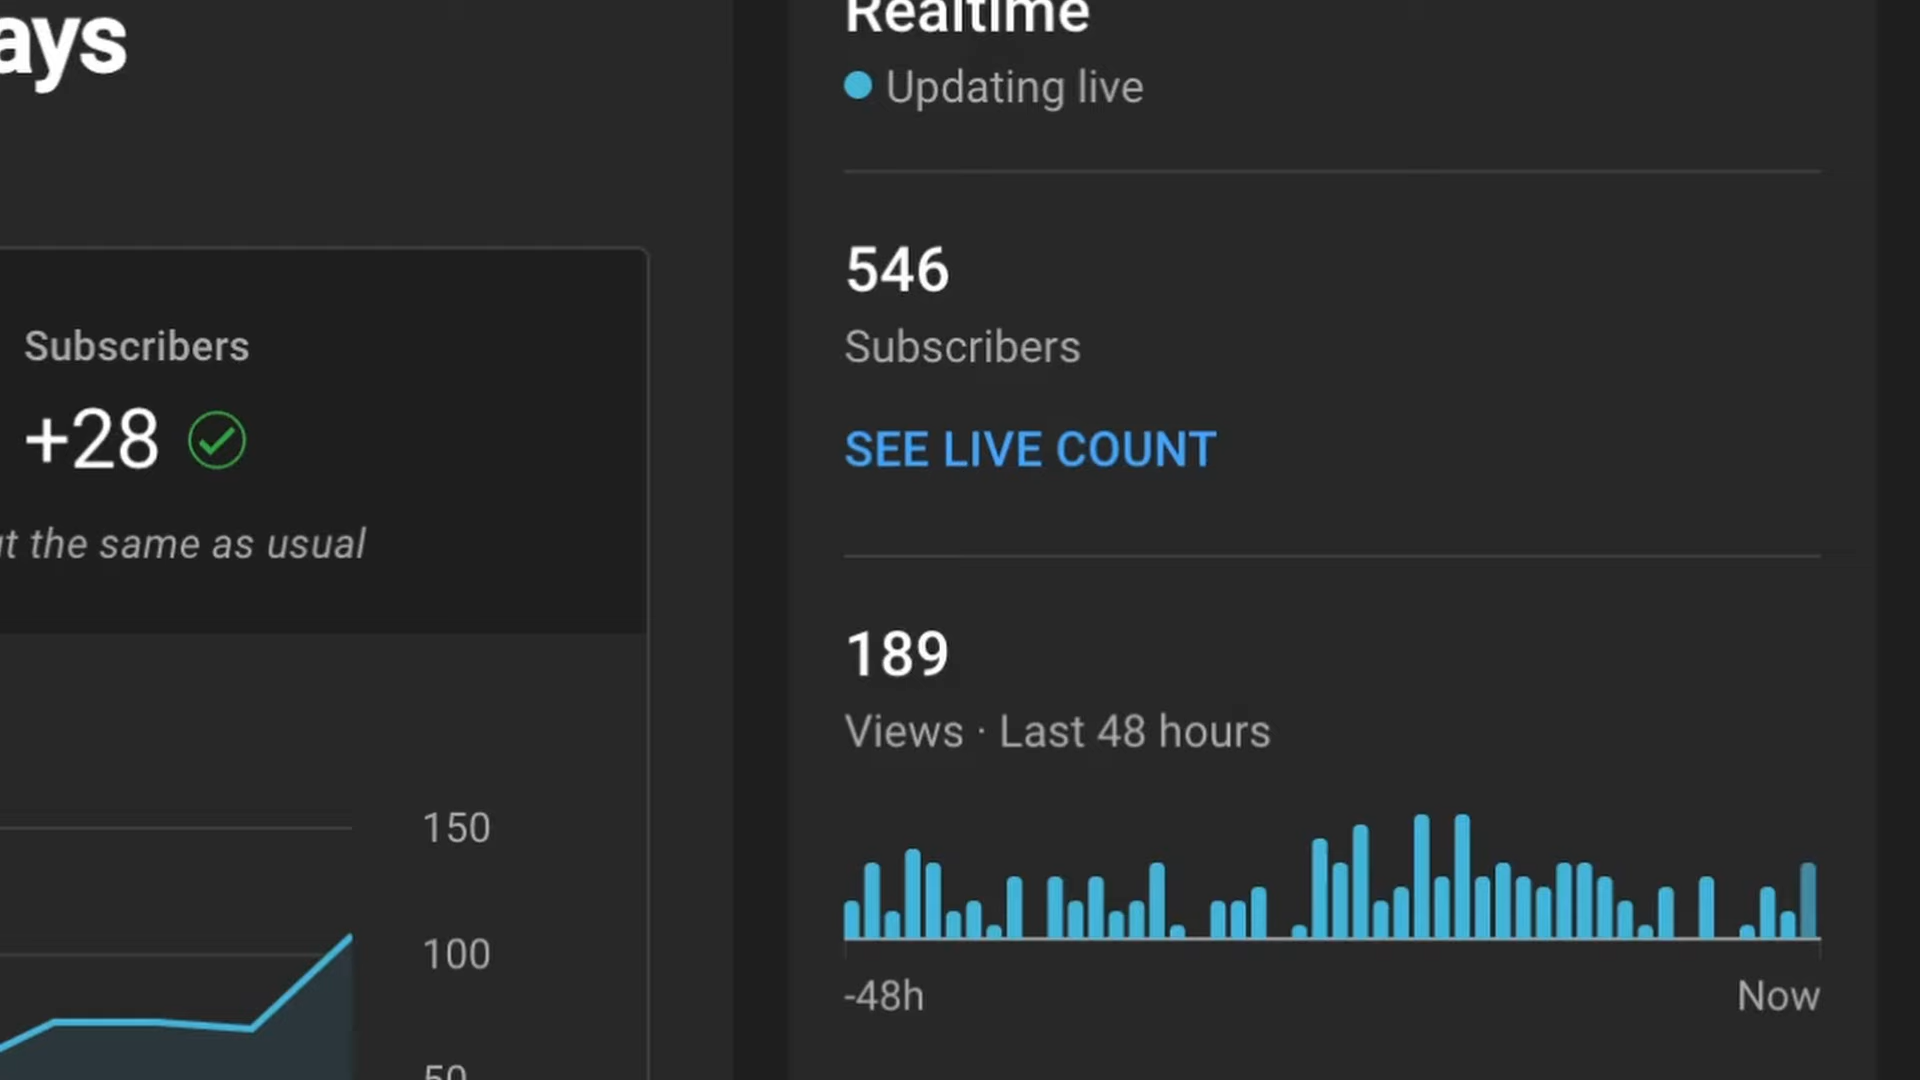 ays
Subscribers
+28
the same as usual
150
100
50
Realtime
Updating live
546
Subscribers
SEE LIVE COUNT
189
Views · Last 48 hours
-48h
Now